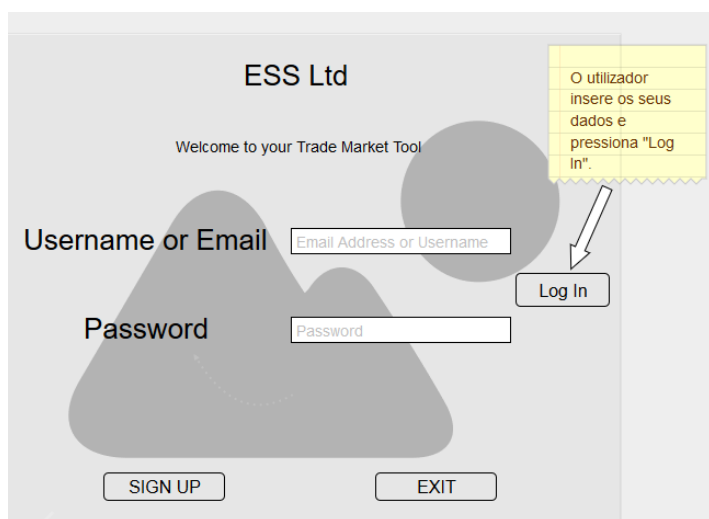 ESS Ltd
Welcome to your Trade Market Tool
O utilizador
insere os seus
dados e
pressiona "Log
In".
Username or Email
Email Address or Username
Log In
Password
Password
SIGN UP
EXIT